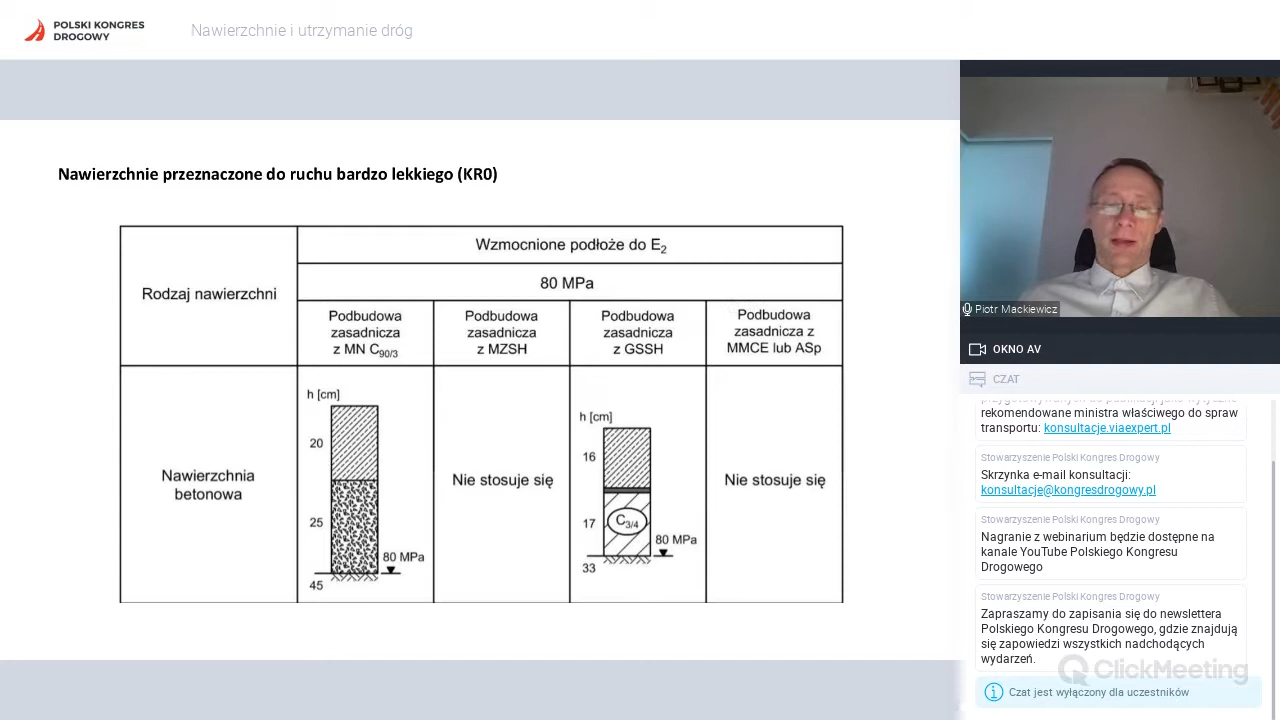 POLSKI KONGRES
DROGOWY
Nawierzchnie i utrzymanie dróg
Nawierzchnie przeznaczone do ruchu bardzo lekkiego (KR0)
Rodzaj nawierzchni
Wzmocnione podłoże do E2
80 MPa
Podbudowa
zasadnicza
z MN C90/3
Podbudowa
zasadnicza
z MZSH
Podbudowa
zasadnicza
z GSSH
Podbudowa
zasadnicza z
MMCE lub ASp
Nawierzchnia
betonowa
h [cm]
20
25
80 MPa
45
Nie stosuje się
h [cm]
16
17
C3/4
80 MPa
33
Nie stosuje się
Piotr Mackiewicz
OKNO AV
CZAT
rekomendowane ministra właściwego do spraw
transportu: konsultacje.viaexpert.pl
Stowarzyszenie Polski Kongres Drogowy
Skrzynka e-mail konsultacji:
konsultacje@kongresdrogowy.pl
Stowarzyszenie Polski Kongres Drogowy
Nagranie z webinarium będzie dostępne na
kanale YouTube Polskiego Kongresu
Drogowego
Stowarzyszenie Polski Kongres Drogowy
Zapraszamy do zapisania się do newslettera
Polskiego Kongresu Drogowego, gdzie znajdują
się zapowiedzi wszystkich nadchodzących
wydarzeń.
ClickMeeting
Czat jest wyłączony dla uczestników